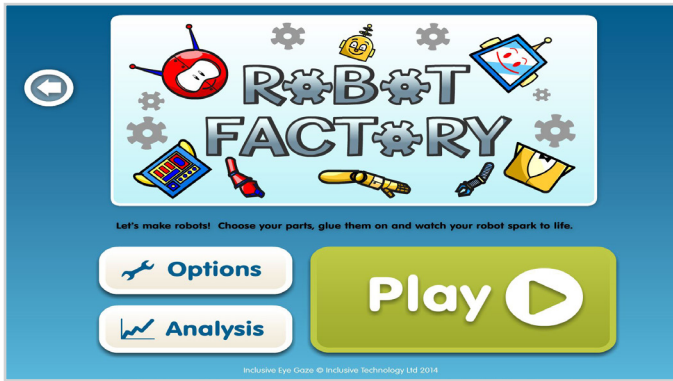 ROBOT
FACTORY
Let's make robots! Choose your parts, glue them on and watch your robot spark to life.
Options
Play
Analysis
Inclusive Eye Gaze © Inclusive Technology Ltd 2014